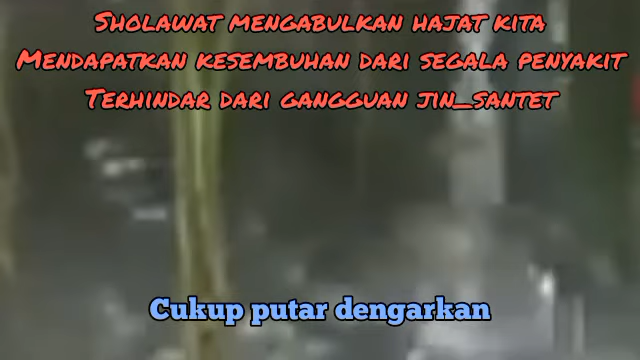 Sholawat mengabulkan hajat kita
Mendapatkan kesembuhan dari segala penyakit
Terhindar dari gangguan jin_santet
Cukup putar dengarkan